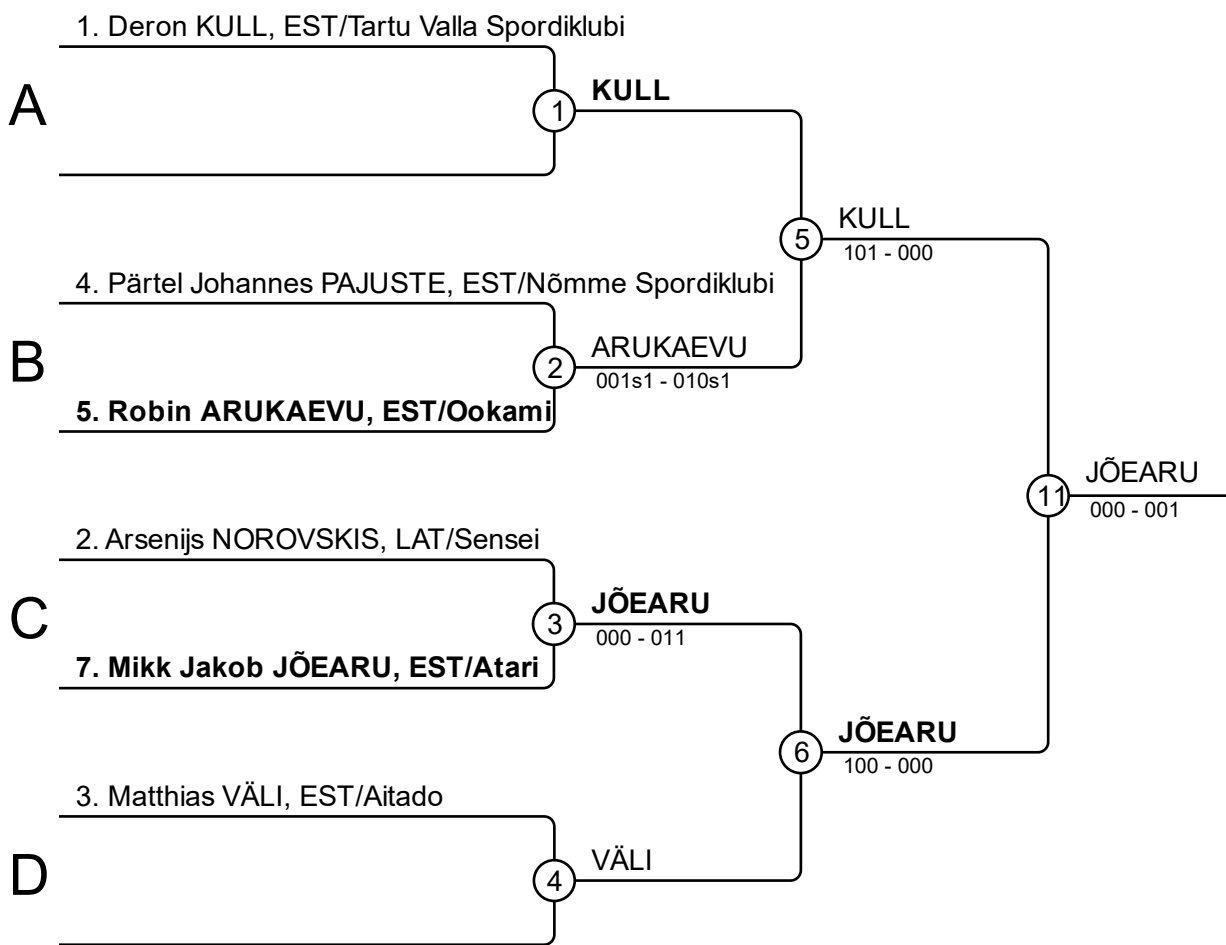 1. Deron KULL, EST/Tartu Valla Spordiklubi
A
1
KULL
5
KULL
101 - 000
4. Pärtel Johannes PAJUSTE, EST/Nõmme Spordiklubi
B
2
ARUKAEVU
001s1 - 010s1
5. Robin ARUKAEVU, EST/Ookami
11
JÕEARU
000 - 001
2. Arsenijs NOROVSKIS, LAT/Sensei
C
3
JÕEARU
000 - 011
7. Mikk Jakob JÕEARU, EST/Atari
6
JÕEARU
100 - 000
3. Matthias VÄLI, EST/Aitado
D
4
VÄLI